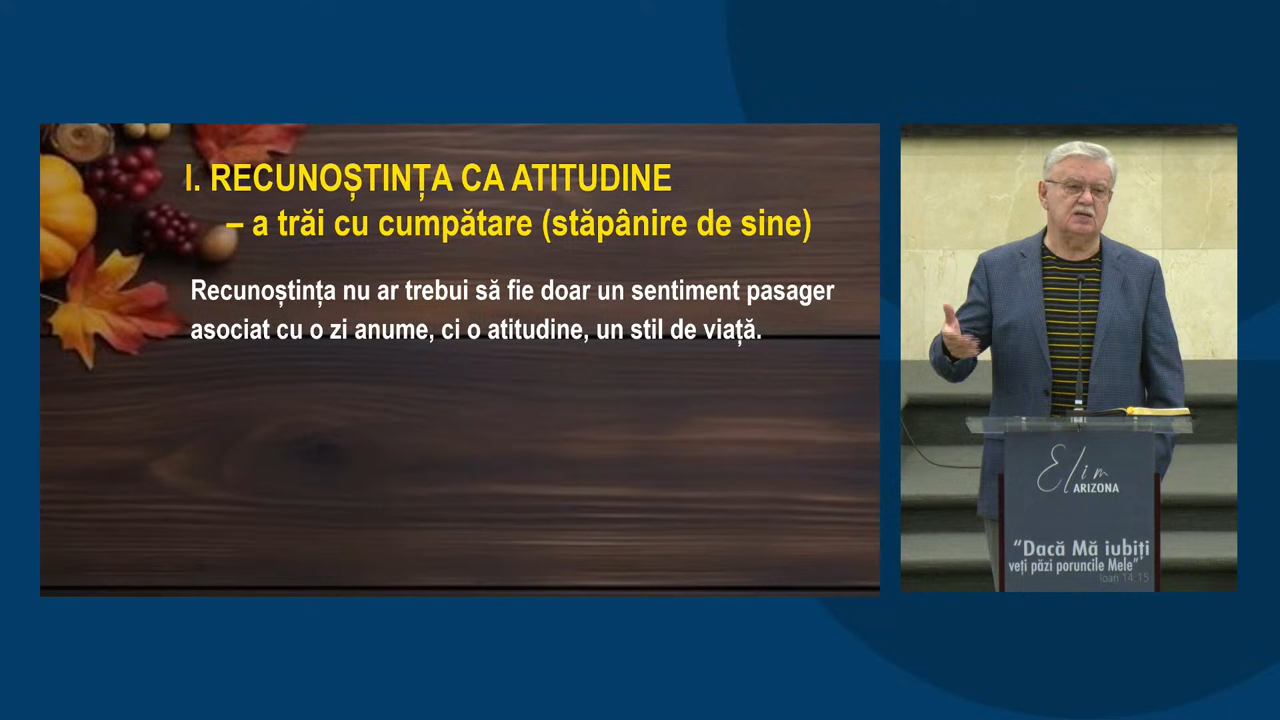 I. RECUNOȘTINȚA CA ATITUDINE
– a trăi cu cumpătare (stăpânire de sine)
Recunoștința nu ar trebui să fie doar un sentiment pasager
asociat cu o zi anume, ci o atitudine, un stil de viață.
Elim
ARIZONA
“Dacă Mă iubiți
veți păzi poruncile Mele”
Ioan 14:15